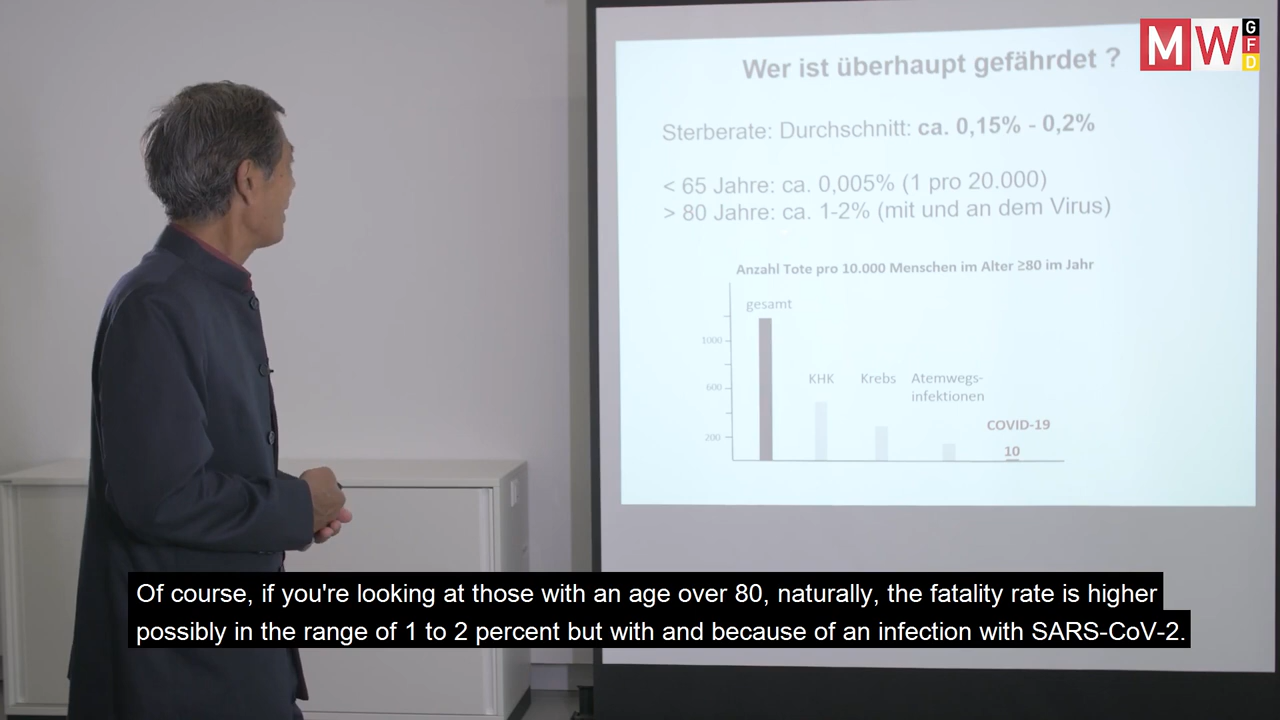 MWGFD
Wer ist überhaupt gefährdet ?
Sterberate: Durchschnitt: ca. 0,15% - 0,2%
< 65 Jahre: ca. 0,005% (1 pro 20.000)
> 80 Jahre: ca. 1-2% (mit und an dem Virus)
Anzahl Tote pro 10.000 Menschen im Alter ≥80 im Jahr
gesamt
1000
KHK
Krebs
Atemwegs-
infektionen
600
COVID-19
200
10
Of course, if you're looking at those with an age over 80, naturally, the fatality rate is higher
possibly in the range of 1 to 2 percent but with and because of an infection with SARS-CoV-2.